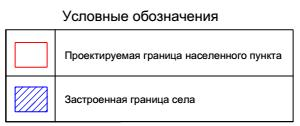 Условные обозначения
Проектируемая граница населенного пункта
Застроенная граница села